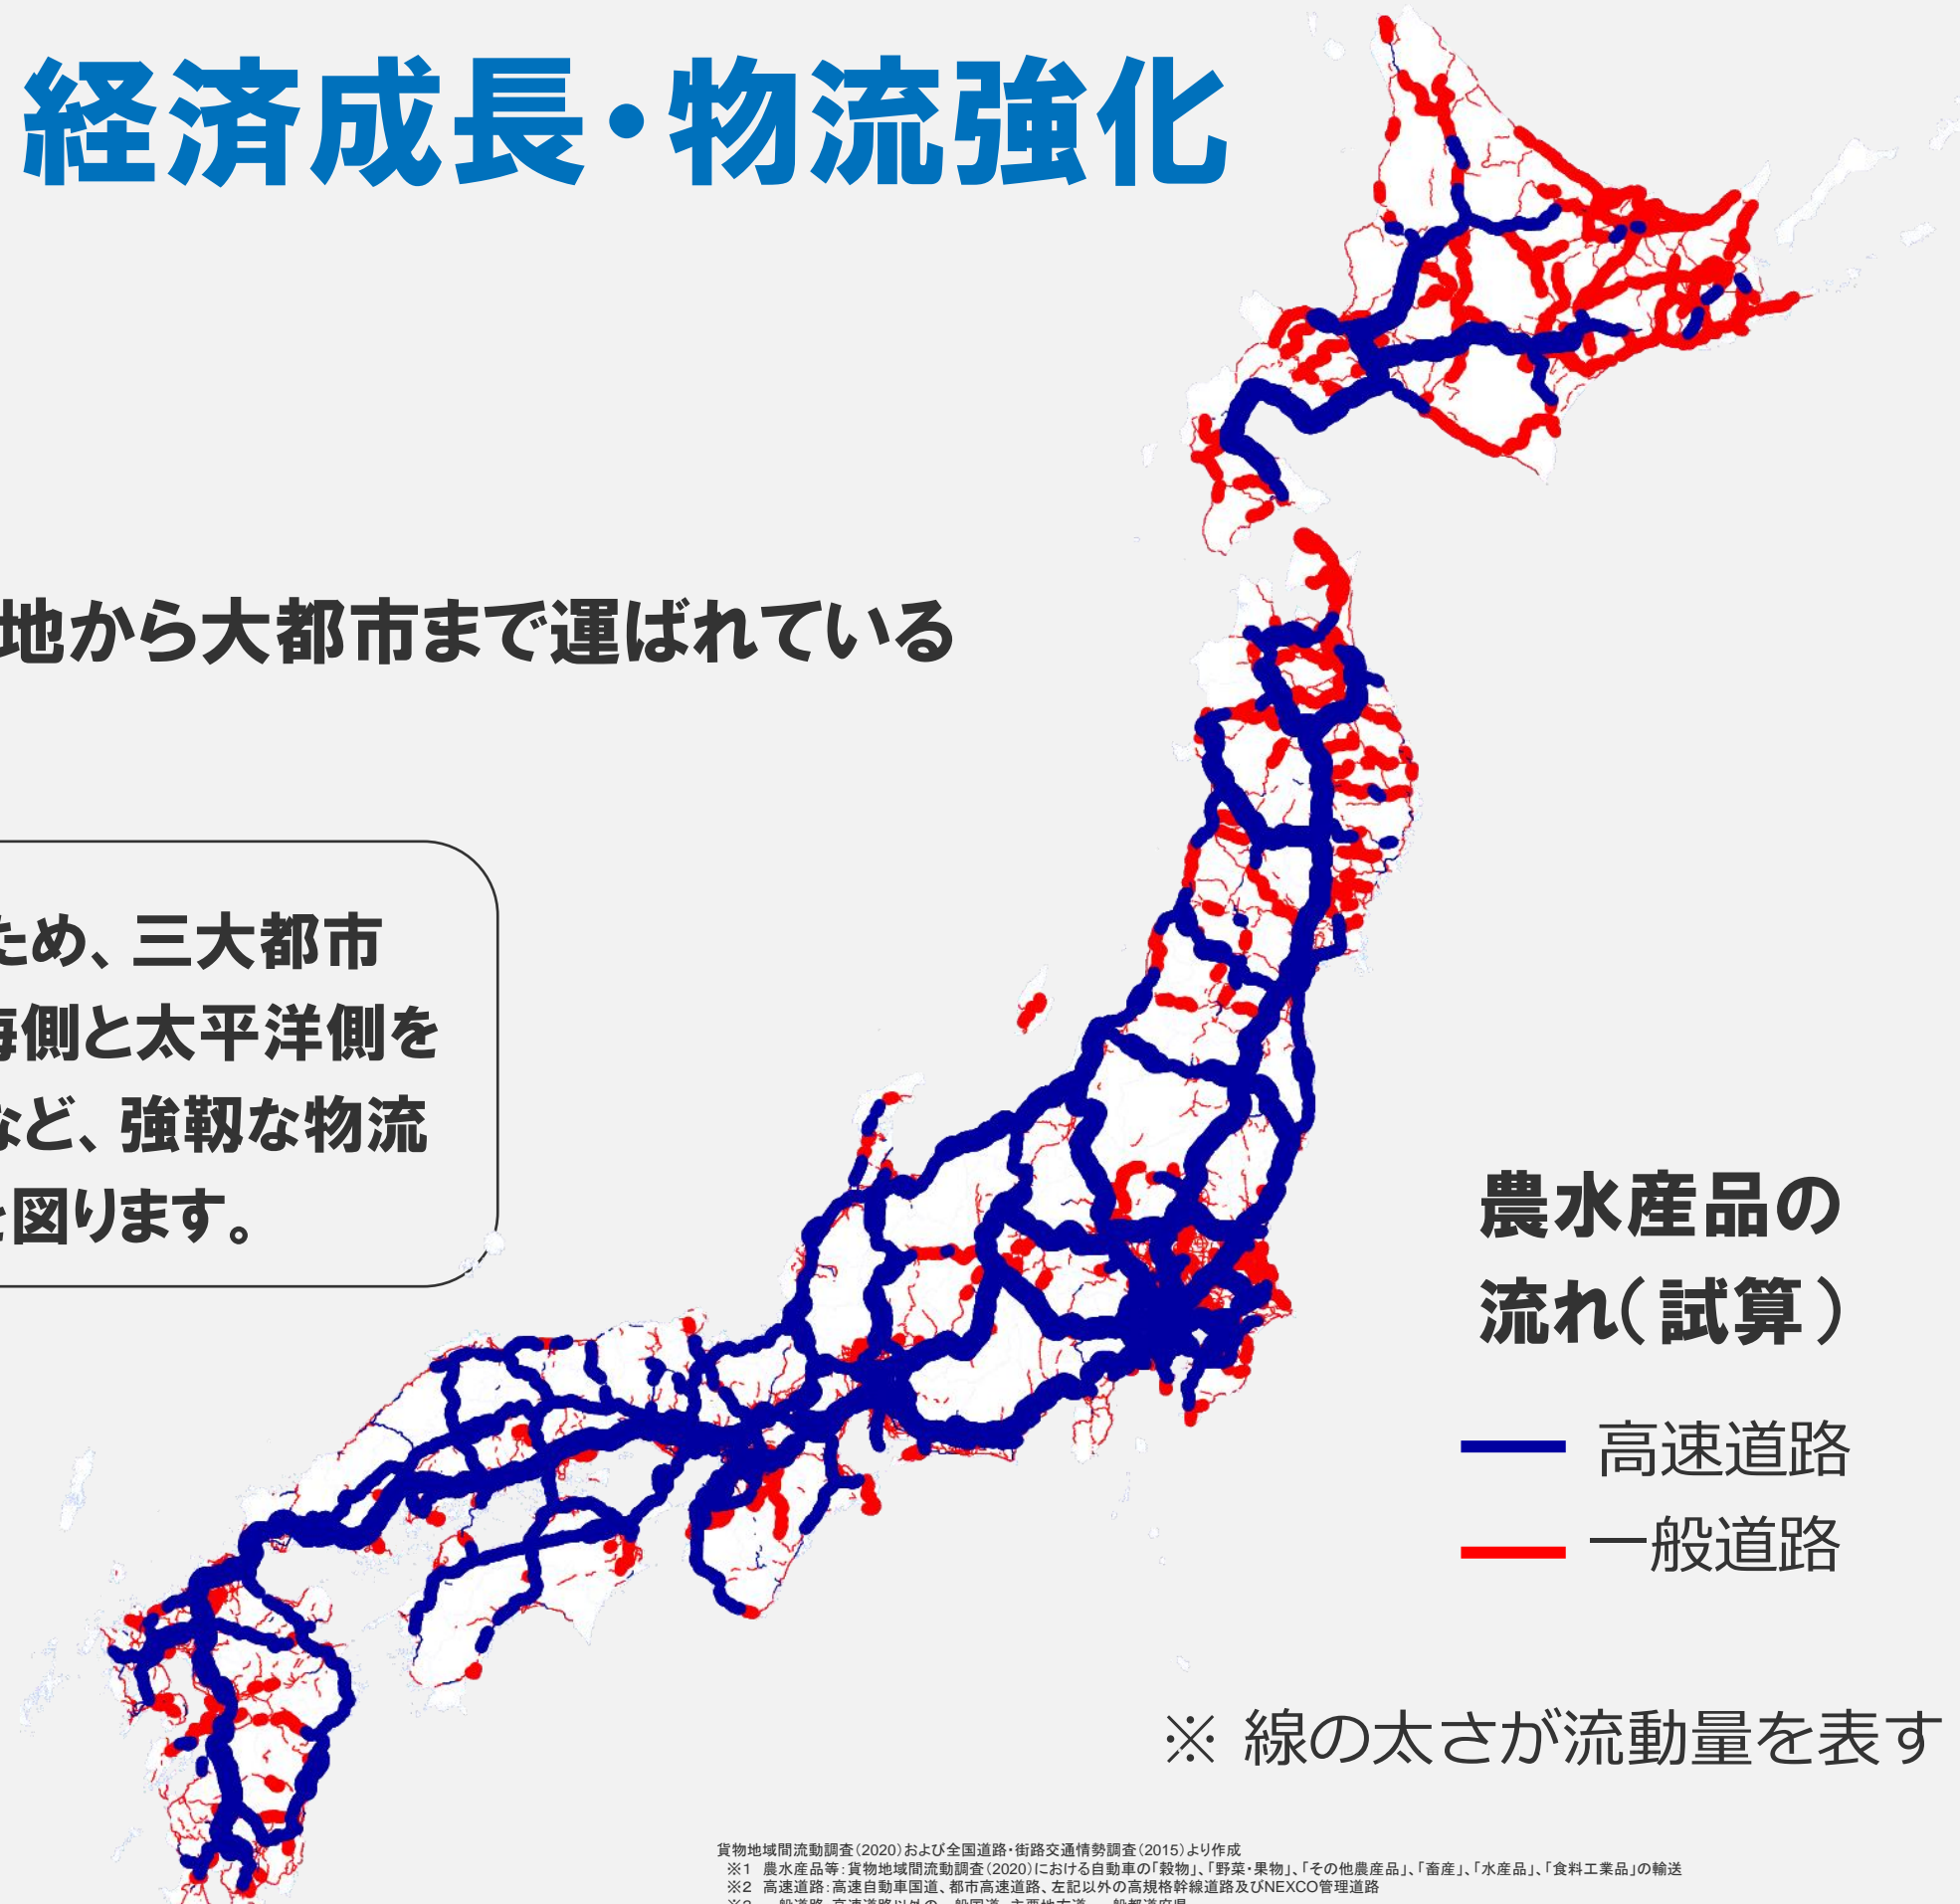 経済成長・物流強化
地から大都市まで運ばれている
ため、三大都市
海側と太平洋側を
など、強靱な物流
を図ります。
農水産品の
流れ（試算）
高速道路
一般道路
※ 線の太さが流動量を表す
貨物地域間流動調査（2020）および全国道路・街路交通情勢調査（2015）より作成
※1 農水産品等：貨物地域間流動調査（2020）における自動車の「穀物」、「野菜・果物」、「その他農産品」、「畜産」、「水産品」、「食料工業品」の輸送
※2 高速道路：高速自動車国道、都市高速道路、左記以外の高規格幹線道路及びNEXCO管理道路